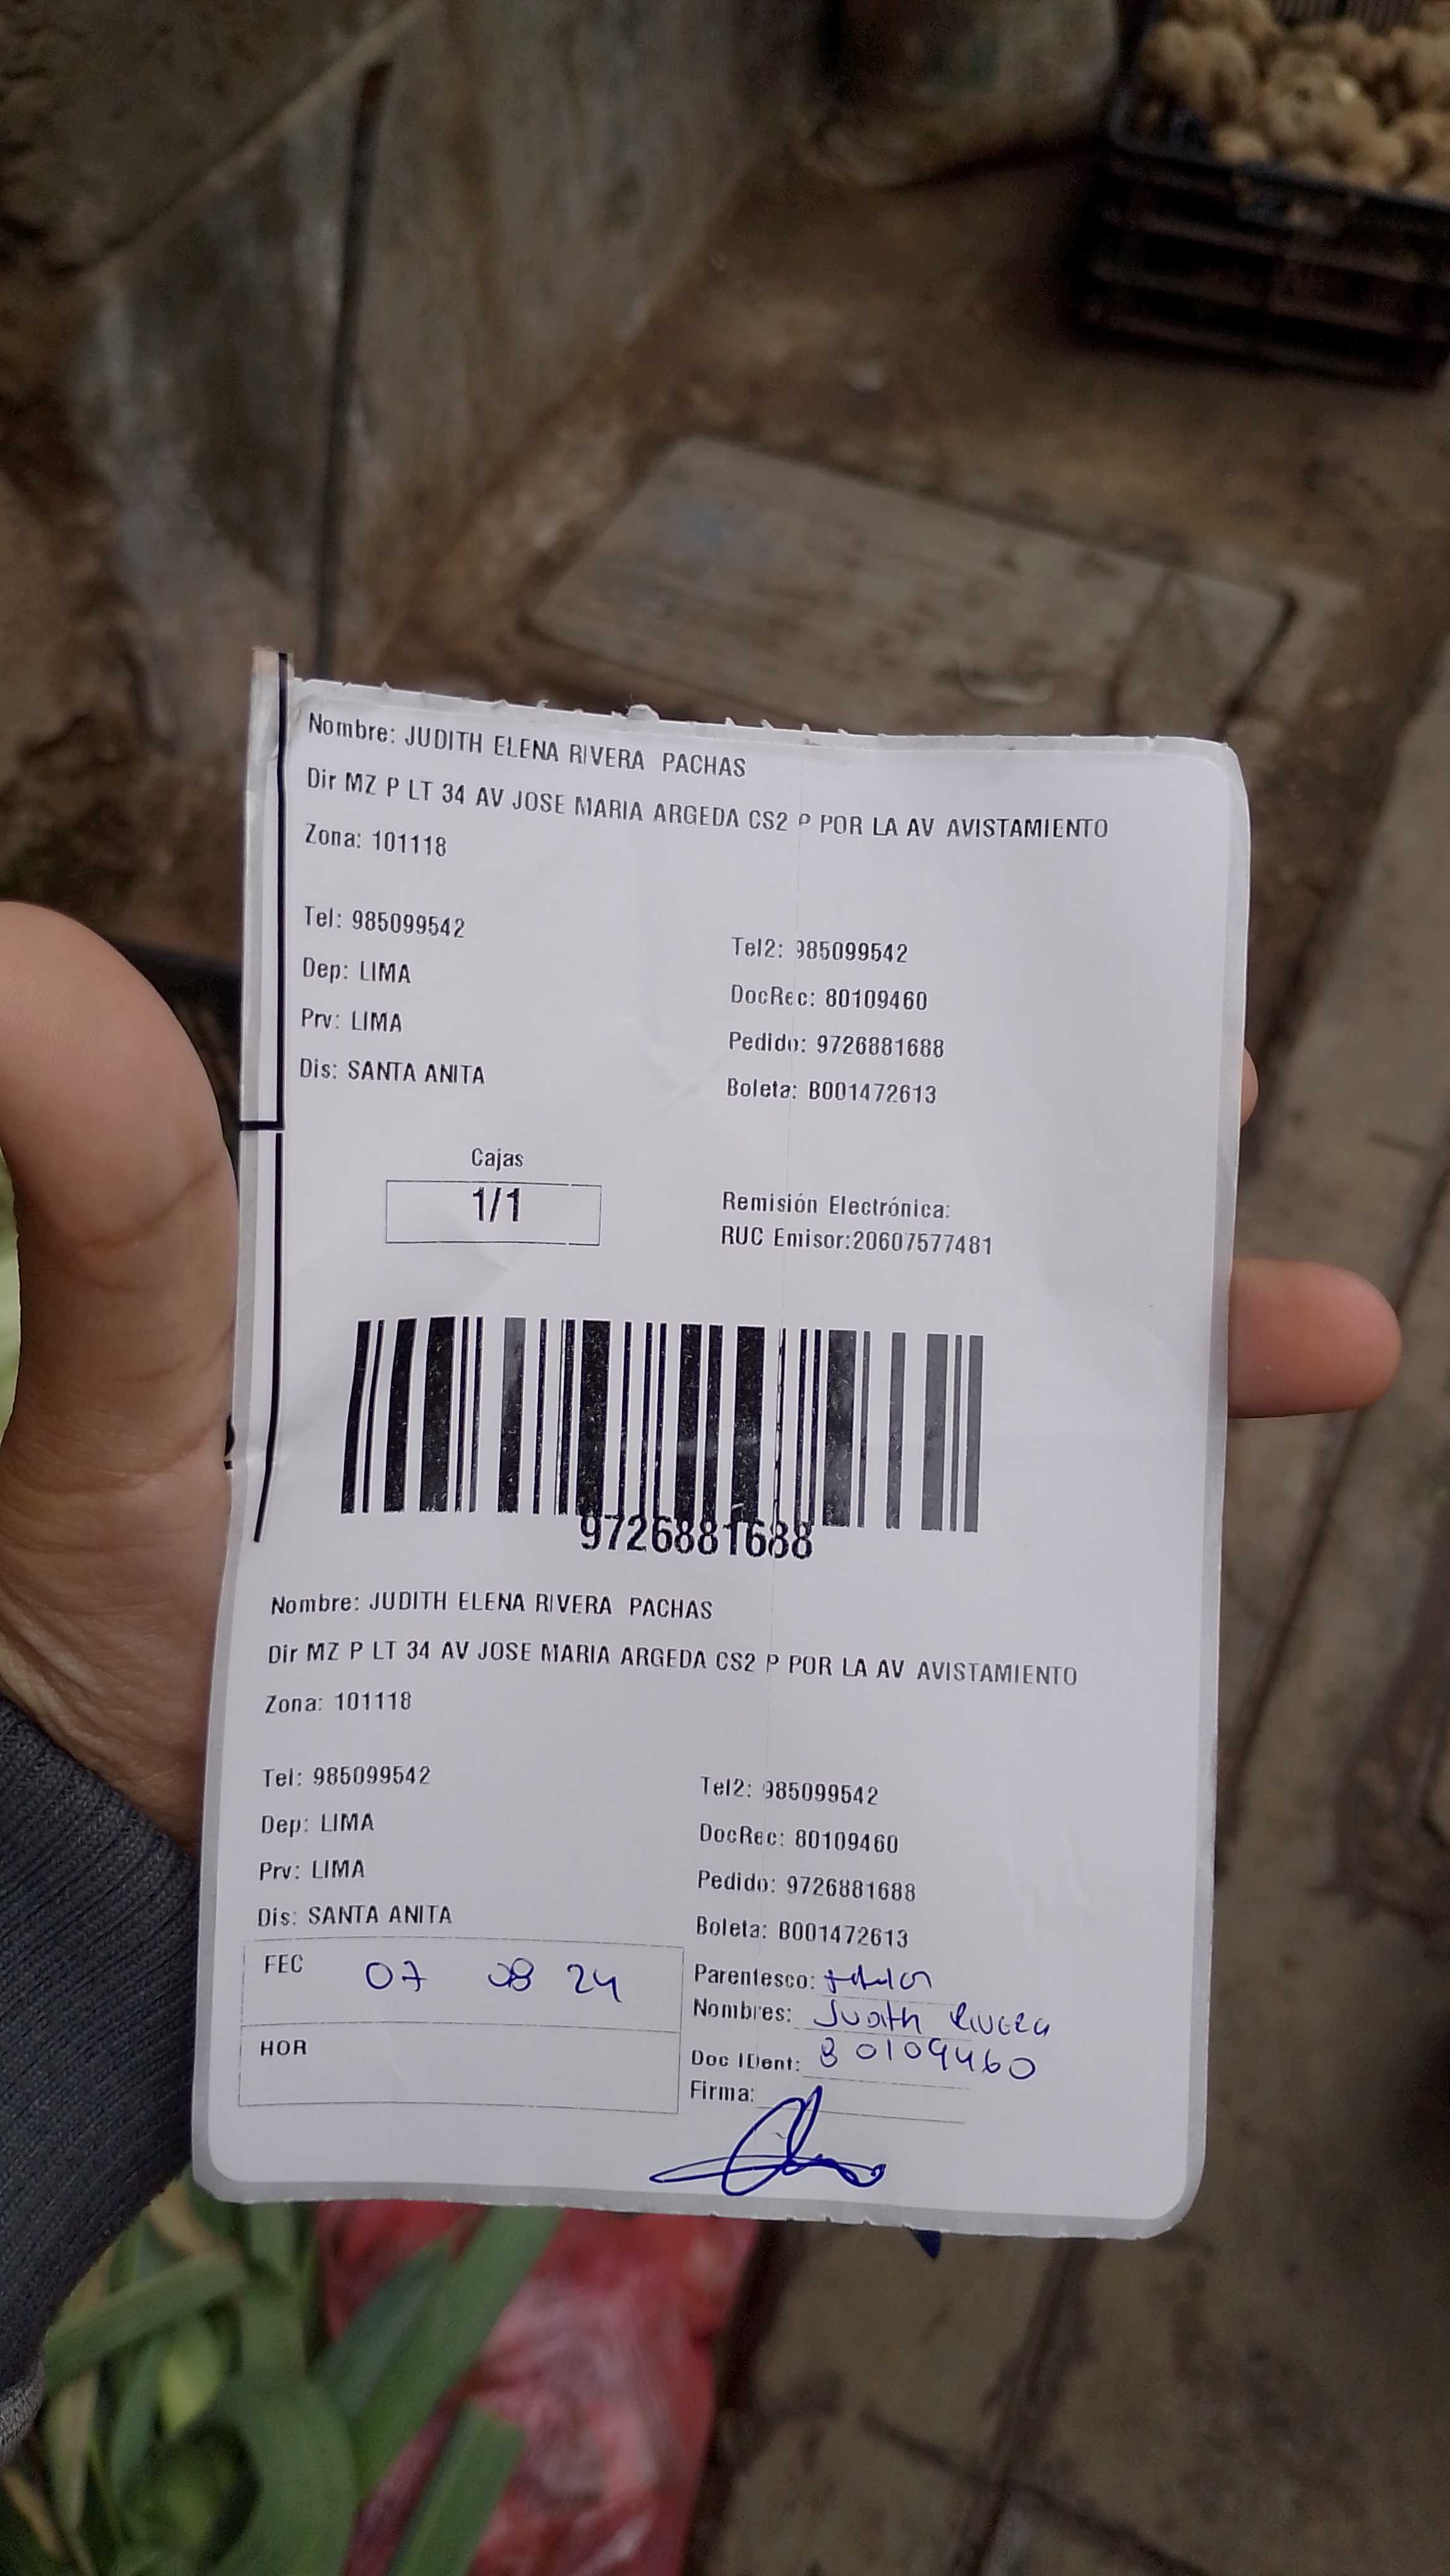 Nombre: JUDITH ELENA RIVERA PACHAS
Dir MZ P LT 34 AV JOSE MARIA ARGEDA CS2 P POR LA AV AVISTAMIENTO
Zona: 101118
Tel: 985099542
Tel2: 985099542
Dep: LIMA
DocRec: 80109460
Prv: LIMA
Pedido: 9726881688
Dis: SANTA ANITA
Boleta: B001472613
Cajas
1/1
Remisión Electrónica:
RUC Emisor:20607577481
9726881688
Nombre: JUDITH ELENA RIVERA PACHAS
Dir MZ P LT 34 AV JOSE MARIA ARGEDA CS2 P POR LA AV AVISTAMIENTO
Zona: 101118
Tel: 985099542
Tel2: 985099542
Dep: LIMA
DocRec: 80109460
Prv: LIMA
Pedido: 9726881688
Dis: SANTA ANITA
Boleta: B001472613
FEC 07 08 24
HOR
Parentesco: titular
Nombres: Judith Rivera
Doc IDent: 80109460
Firma: